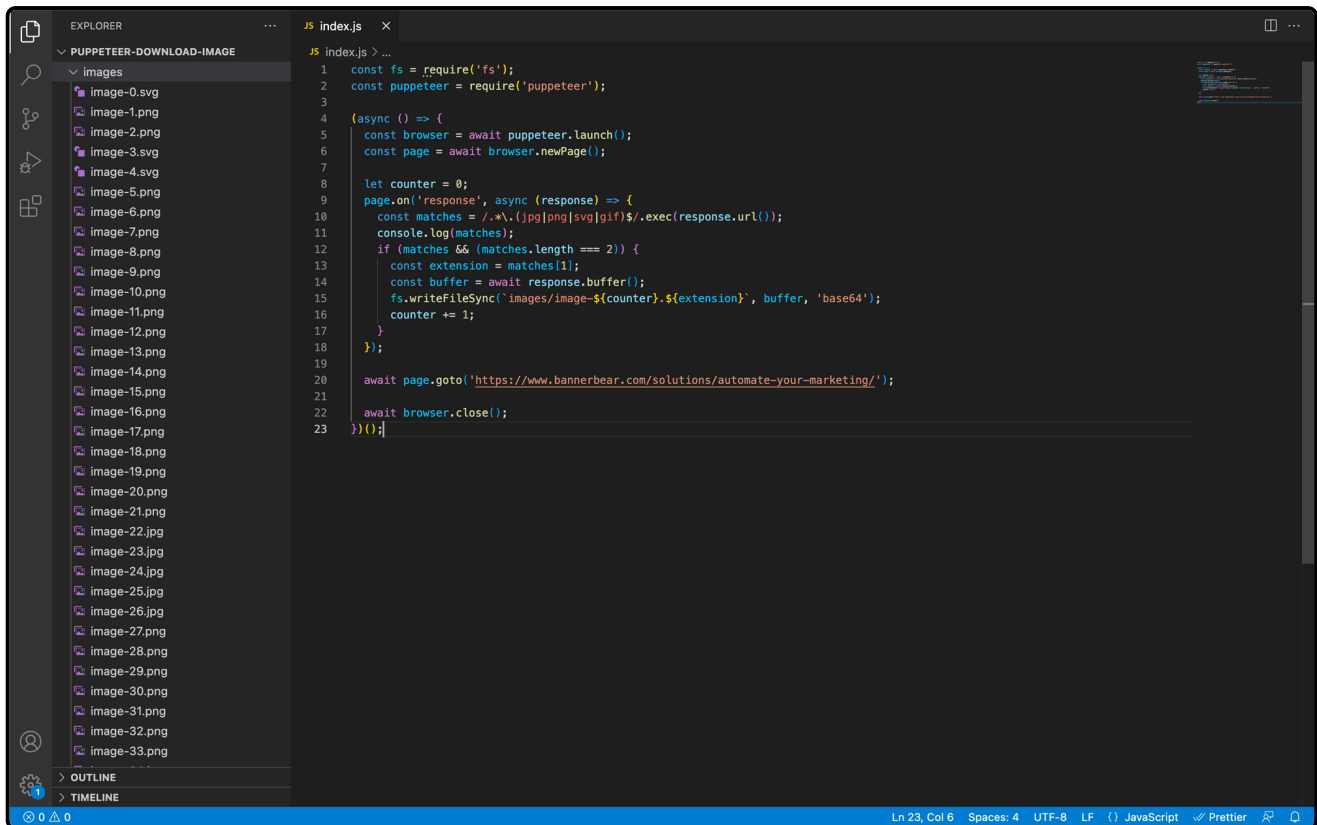 EXPLORER ...
PUPPETEER-DOWNLOAD-IMAGE
images
image-0.svg
image-1.png
image-2.png
image-3.svg
image-4.svg
image-5.png
image-6.png
image-7.png
image-8.png
image-9.png
image-10.png
image-11.png
image-12.png
image-13.png
image-14.png
image-15.png
image-16.png
image-17.png
image-18.png
image-19.png
image-20.png
image-21.png
image-22.jpg
image-23.jpg
image-24.jpg
image-25.jpg
image-26.jpg
image-27.png
image-28.png
image-29.png
image-30.png
image-31.png
image-32.png
image-33.png
OUTLINE
TIMELINE
1
JS index.js
JS index.js > ...
1 const fs = require('fs');
2 const puppeteer = require('puppeteer');
3
4 (async () => {
5   const browser = await puppeteer.launch();
6   const page = await browser.newPage();
7
8   let counter = 0;
9   page.on('response', async (response) => {
10     const matches = /.*\.(jpg|png|svg|gif)$/.exec(response.url());
11     console.log(matches);
12     if (matches && (matches.length === 2)) {
13       const extension = matches[1];
14       const buffer = await response.buffer();
15       fs.writeFileSync(`images/image-${counter}.${extension}`, buffer, 'base64');
16       counter += 1;
17     }
18   });
19
20   await page.goto('https://www.bannerbear.com/solutions/automate-your-marketing/');
21
22   await browser.close();
23 })();
0 0
Ln 23, Col 6 Spaces: 4 UTF-8 LF {} JavaScript Prettier